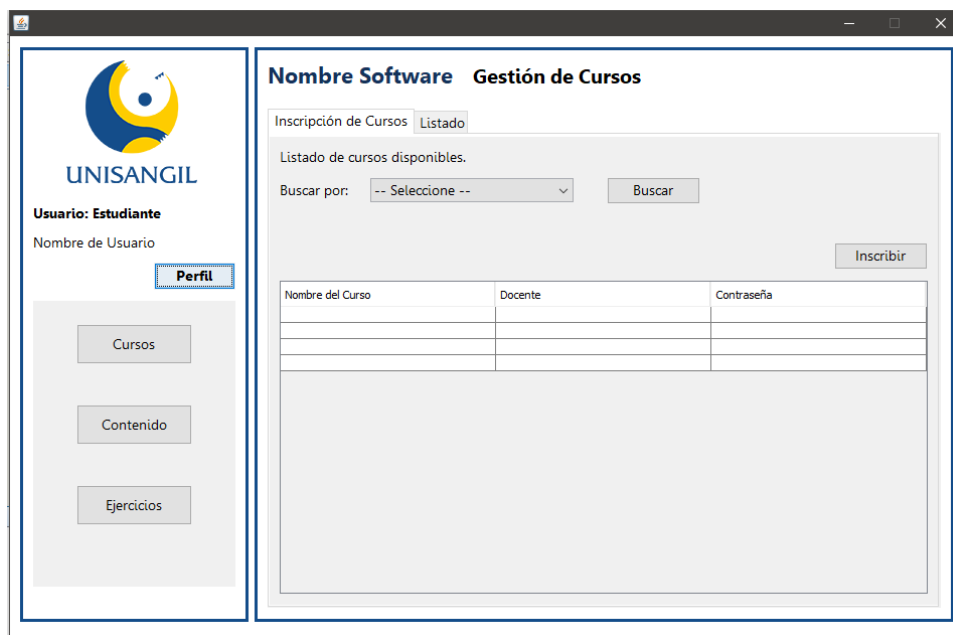 UNISANGIL
Usuario: Estudiante
Nombre de Usuario
Perfil
Cursos
Contenido
Ejercicios
Nombre Software Gestión de Cursos
Inscripción de Cursos Listado
Listado de cursos disponibles.
Buscar por: -- Seleccione -- Buscar
Inscribir
Nombre del Curso Docente Contraseña